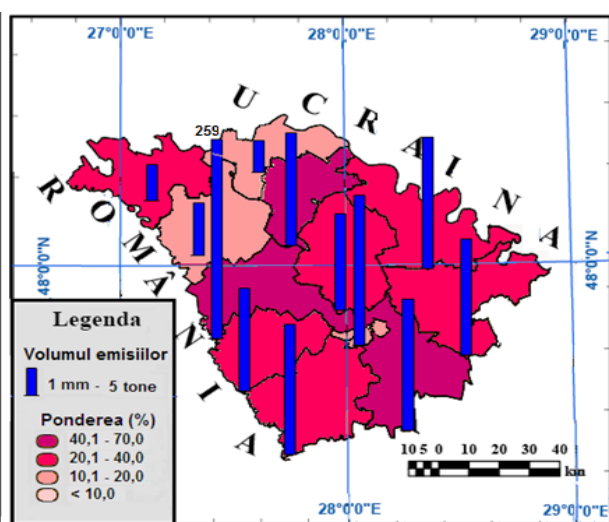 27°0'0"E 28°0'0"E 29°0'0"E
UCRAINA
259
ROMÂNIA
48°0'0"N
48°0'0"N
Legenda
Volumul emisiilor
1 mm - 5 tone
Ponderea (%)
40,1 - 70,0
20,1 - 40,0
10,1 - 20,0
< 10,0
10 5 0 10 20 30 40
km
28°0'0"E 29°0'0"E